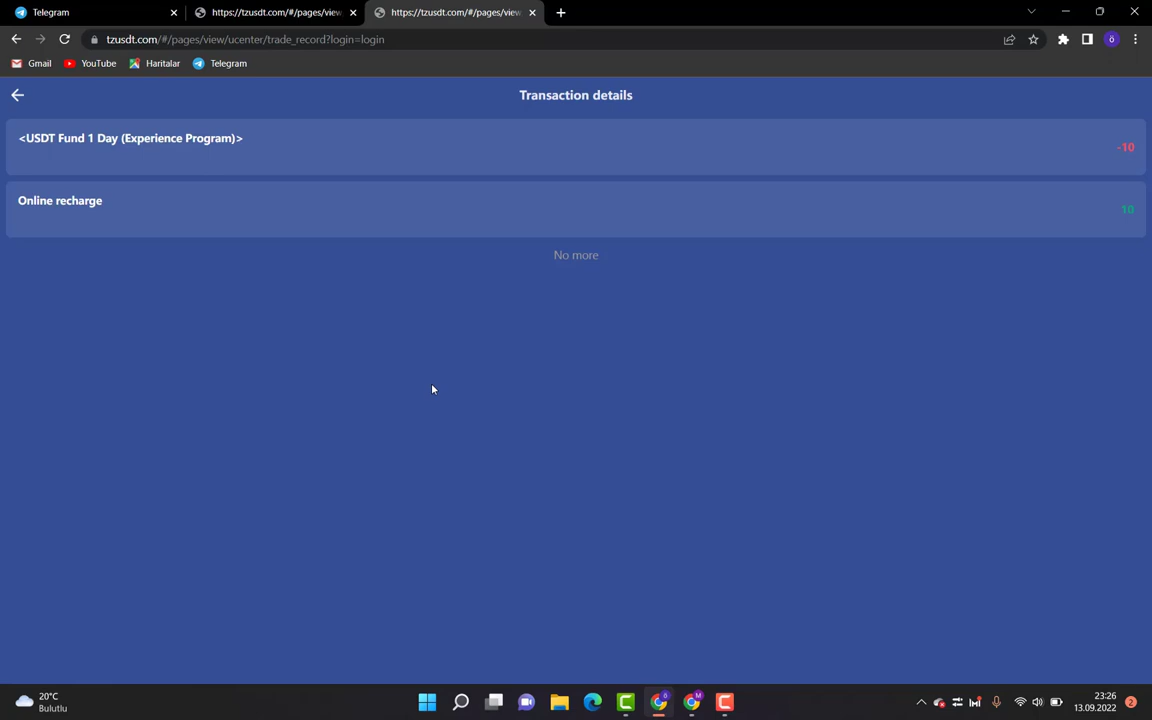 Telegram
https://tzusdt.com/#/pages/view
https://tzusdt.com/#/pages/view
tzusdt.com/#/pages/view/ucenter/trade_record?login=login
ö
Gmail
YouTube
Haritalar
Telegram
Transaction details
<USDT Fund 1 Day (Experience Program)>
-10
Online recharge
10
No more
20°C
Bulutlu
23:26
13.09.2022
2